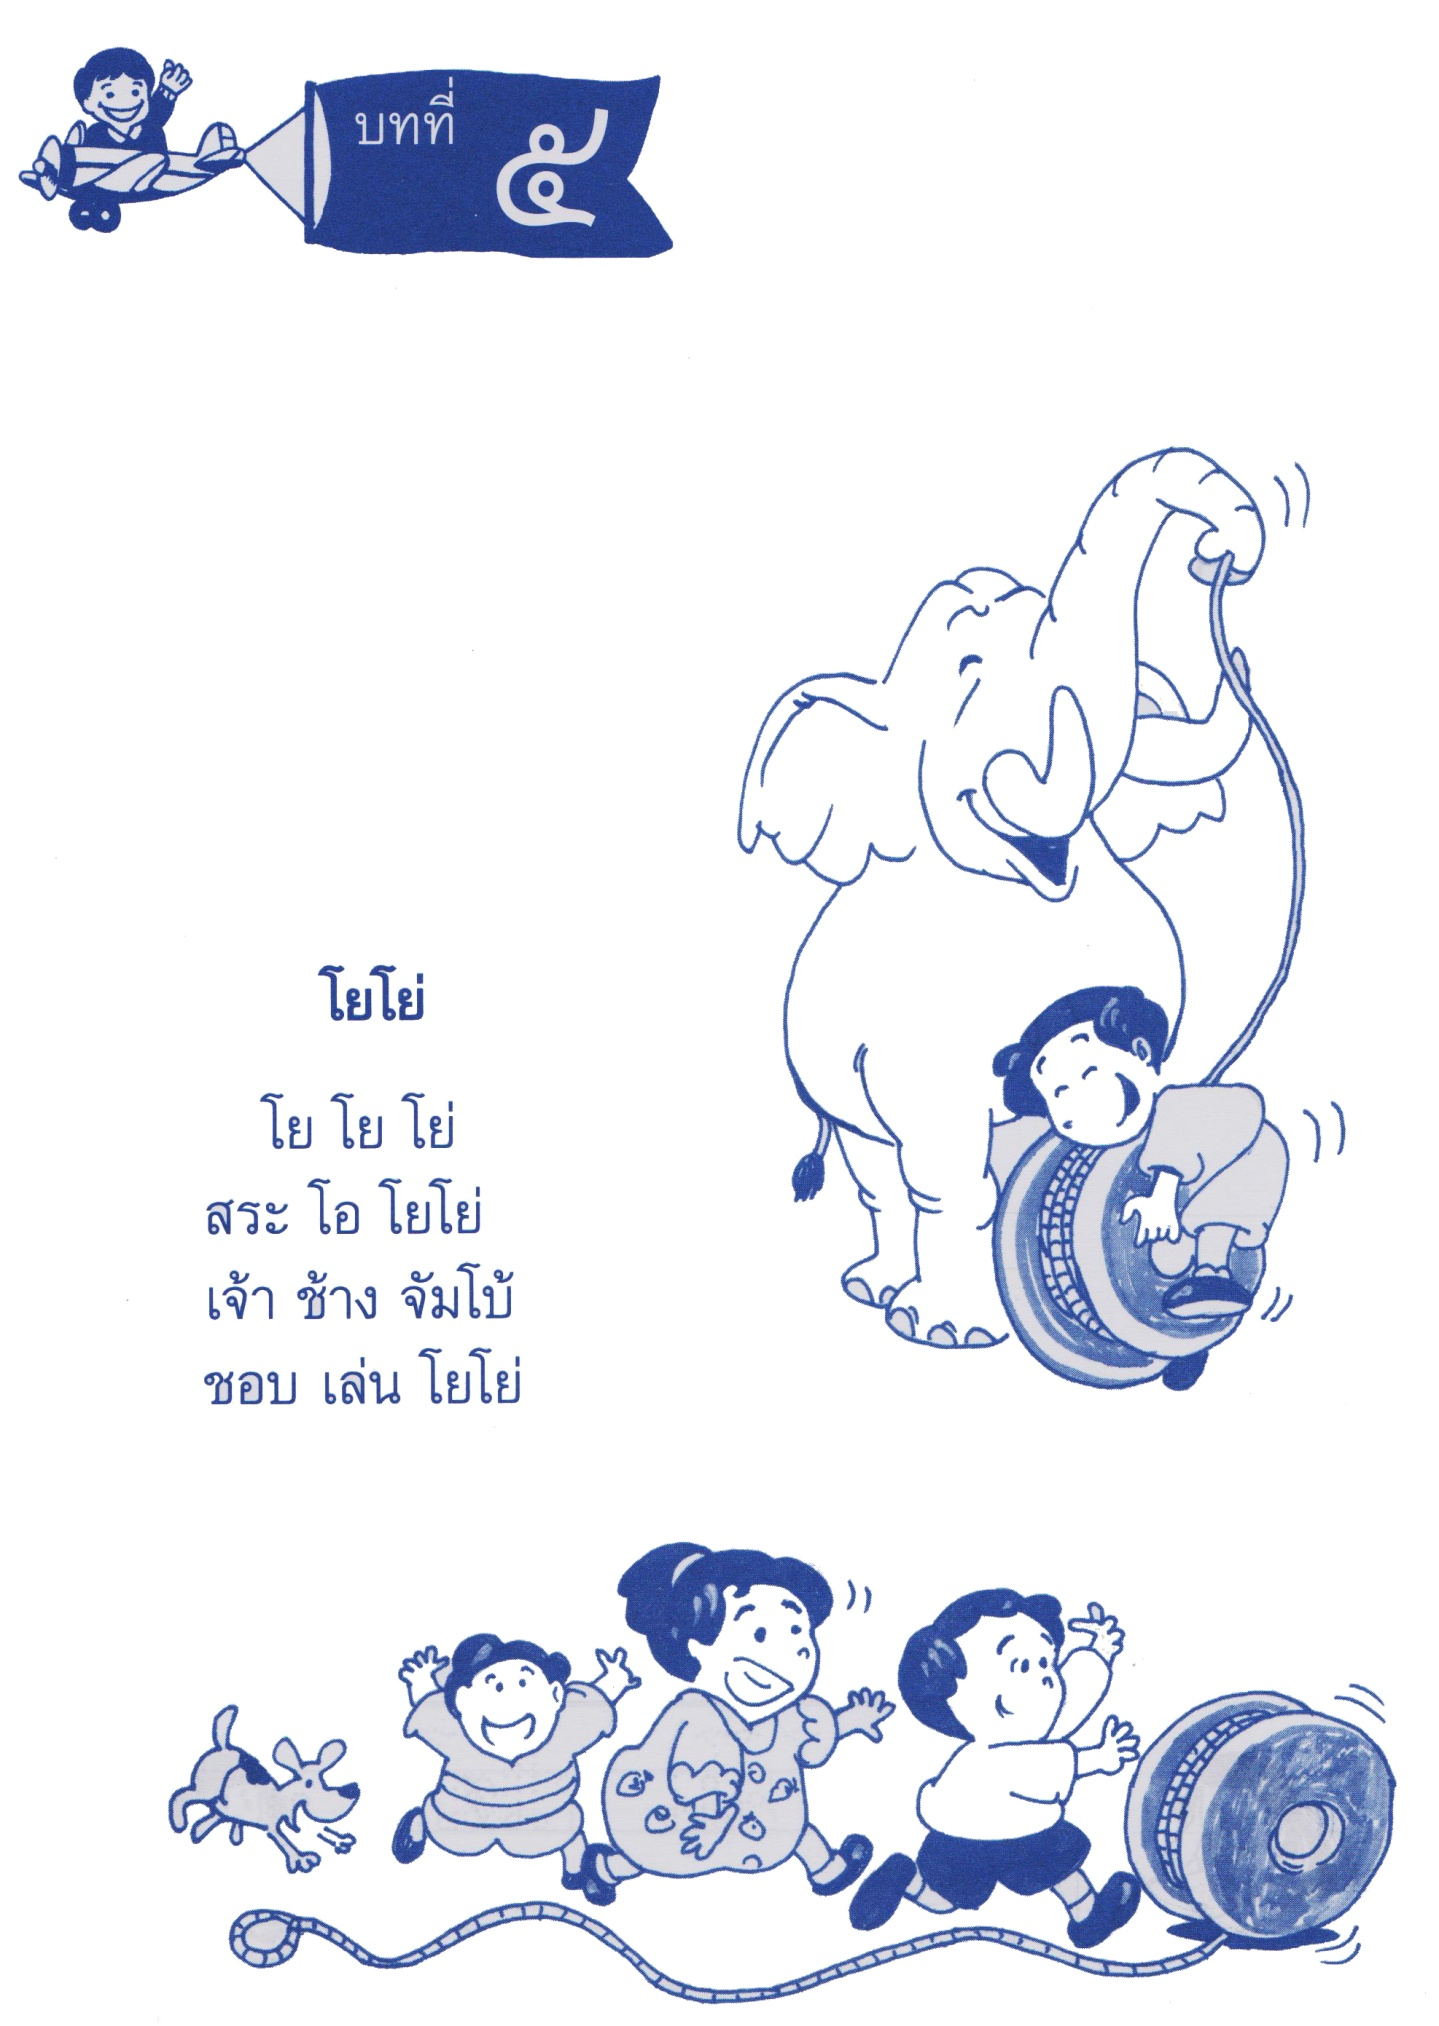 บทที่ ๕
โยโย่
โย โย โย่
สระ โอ โยโย่
เจ้า ช้าง จัมโบ้
ชอบ เล่น โยโย่